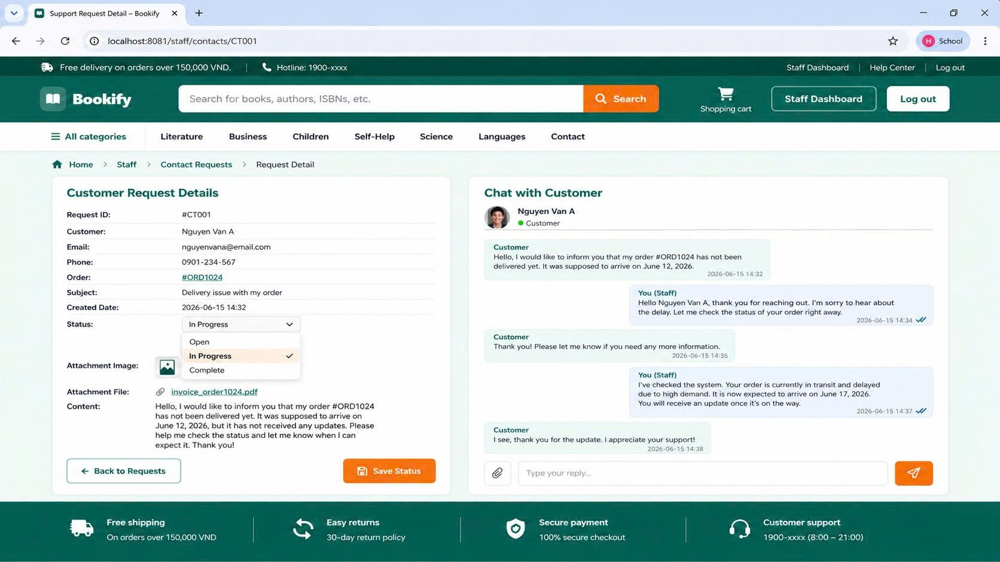 Support Request Detail – Bookify
localhost:8081/staff/contacts/CT001
H School
Free delivery on orders over 150,000 VND.
Hotline: 1900-xxxx
Staff Dashboard
Help Center
Log out
Bookify
Search for books, authors, ISBNs, etc.
Search
Shopping cart
Staff Dashboard
Log out
All categories
Literature
Business
Children
Self-Help
Science
Languages
Contact
Home
Staff
Contact Requests
Request Detail
Customer Request Details
Request ID: #CT001
Customer: Nguyen Van A
Email: nguyenvana@email.com
Phone: 0901-234-567
Order: #ORD1024
Subject: Delivery issue with my order
Created Date: 2026-06-15 14:32
Status: In Progress
Open
In Progress
Complete
Attachment Image:
Attachment File: invoice_order1024.pdf
Content: Hello, I would like to inform you that my order #ORD1024
has not been delivered yet. It was supposed to arrive on
June 12, 2026, but it has not received any updates. Please
help me check the status and let me know when I can
expect it. Thank you!
Back to Requests
Save Status
Chat with Customer
Nguyen Van A
Customer
Customer
Hello, I would like to inform you that my order #ORD1024 has not been
delivered yet. It was supposed to arrive on June 12, 2026.
2026-06-15 14:32
You (Staff)
Hello Nguyen Van A, thank you for reaching out. I'm sorry to hear about
the delay. Let me check the status of your order right away.
2026-06-15 14:34
Customer
Thank you! Please let me know if you need any more information.
2026-06-15 14:35
You (Staff)
I've checked the system. Your order is currently in transit and delayed
due to high demand. It is now expected to arrive on June 17, 2026.
You will receive an update once it's on the way.
2026-06-15 14:37
Customer
I see, thank you for the update. I appreciate your support!
2026-06-15 14:38
Type your reply...
Free shipping
On orders over 150,000 VND
Easy returns
30-day return policy
Secure payment
100% secure checkout
Customer support
1900-xxxx (8:00 – 21:00)